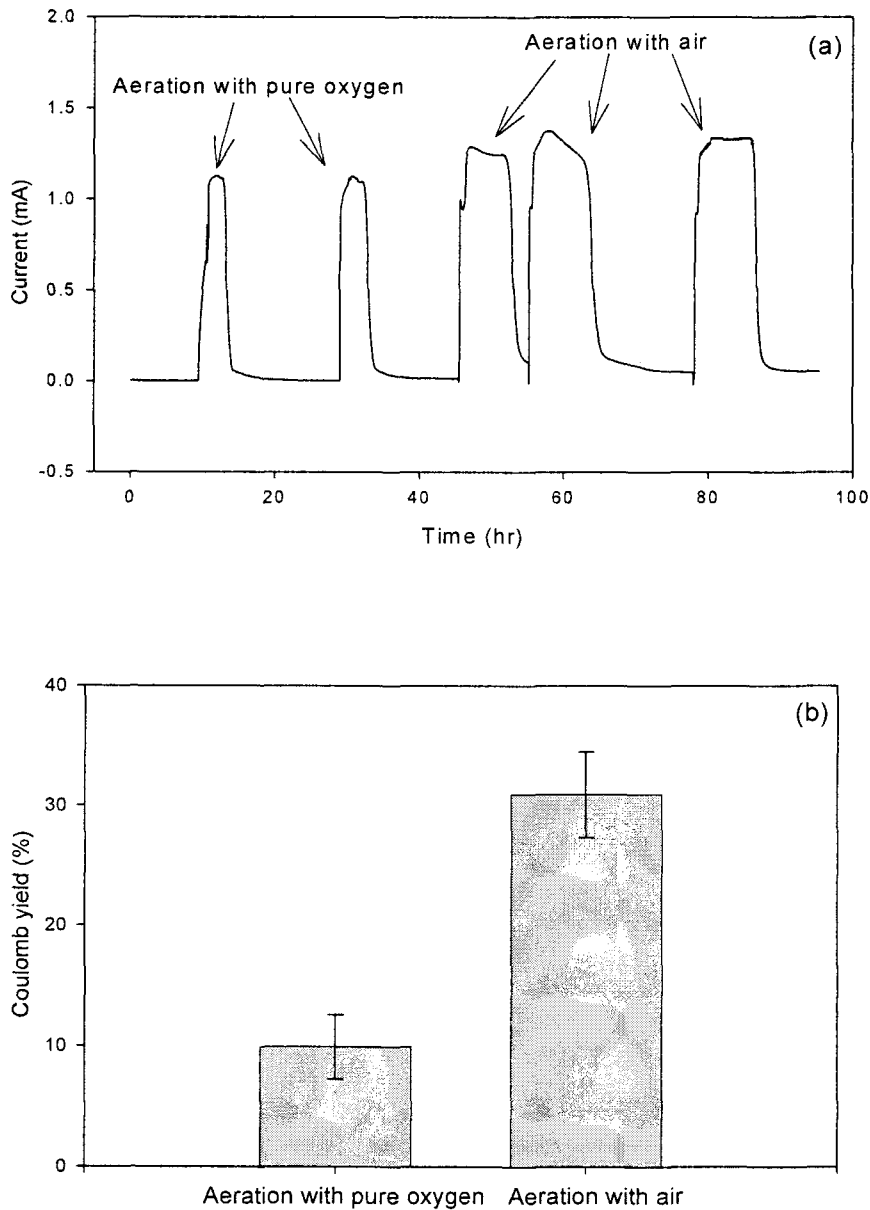 2.0
Aeration with air
(a)
Aeration with pure oxygen
1.5
1.0
0.5
0.0
-0.5
Current (mA)
0
20
40
60
80
100
Time (hr)
40
(b)
30
20
10
0
Coulomb yield (%)
Aeration with pure oxygen
Aeration with air